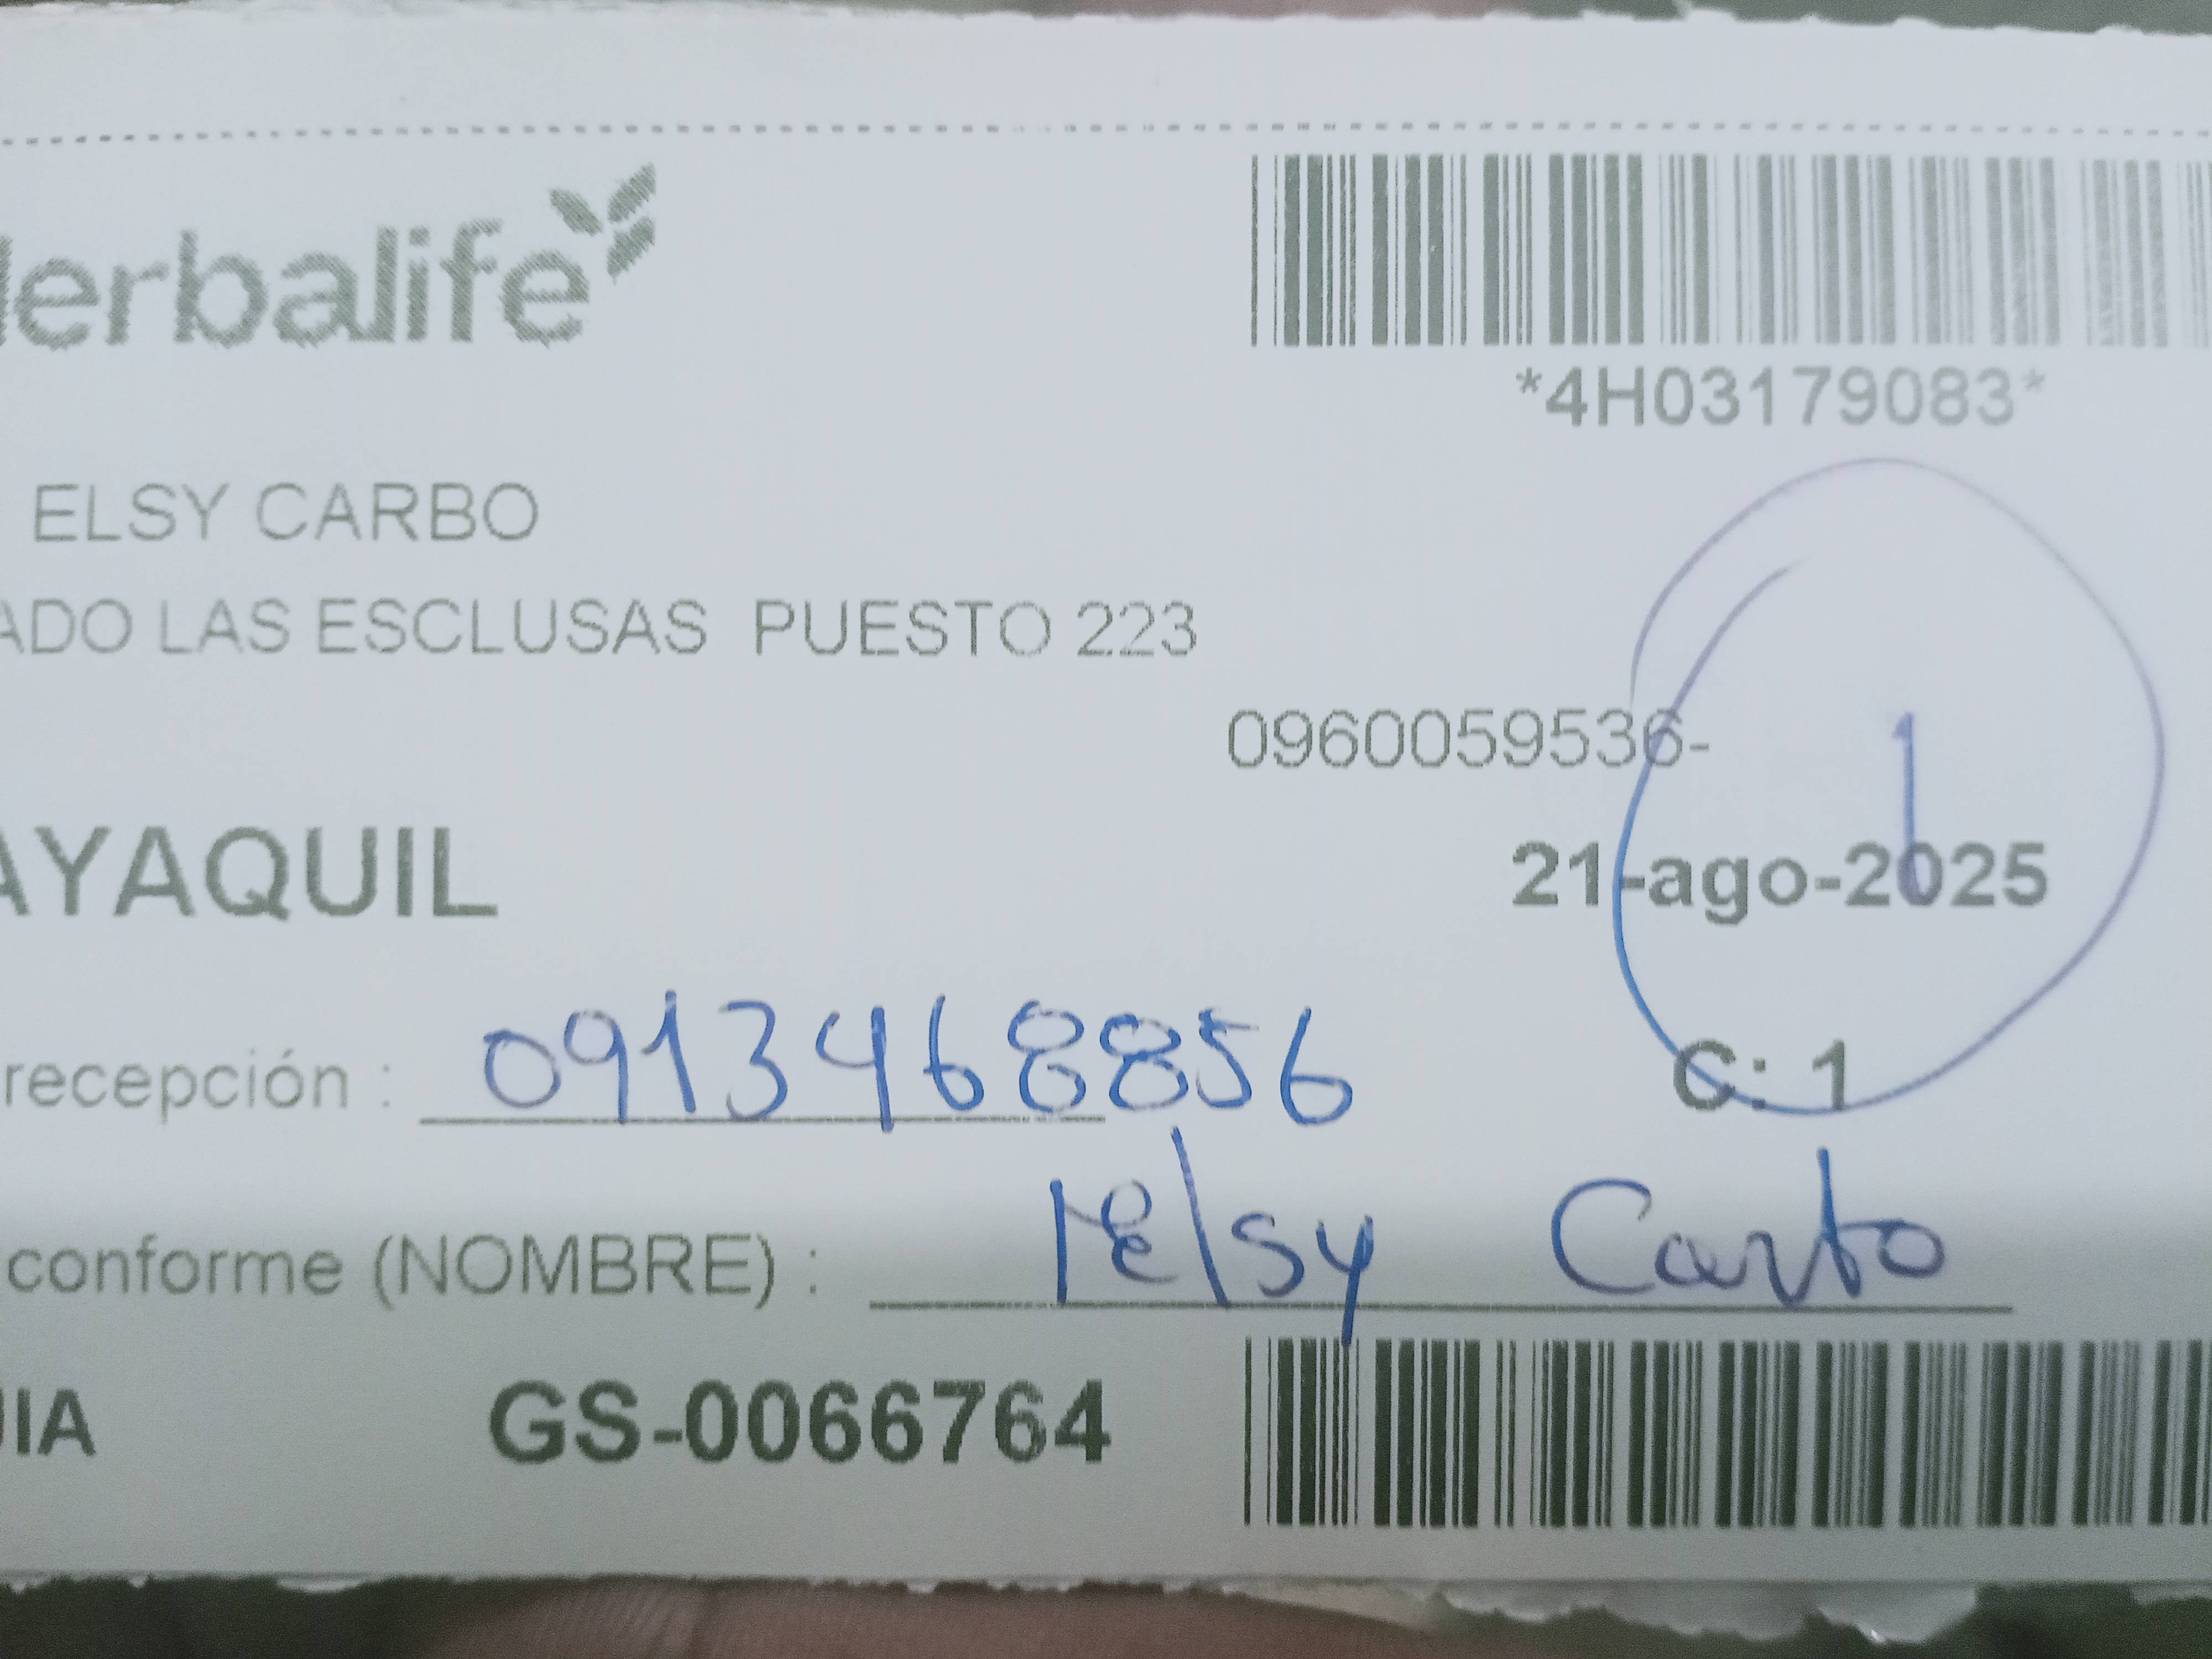 Herbalife
*4H03179083*
ELSY CARBO
ADO LAS ESCLUSAS PUESTO 223
0960059536-
1
AYAQUIL 21-ago-2025
recepción : 0913468856
C: 1
conforme (NOMBRE) : Elsy Carbo
IA GS-0066764